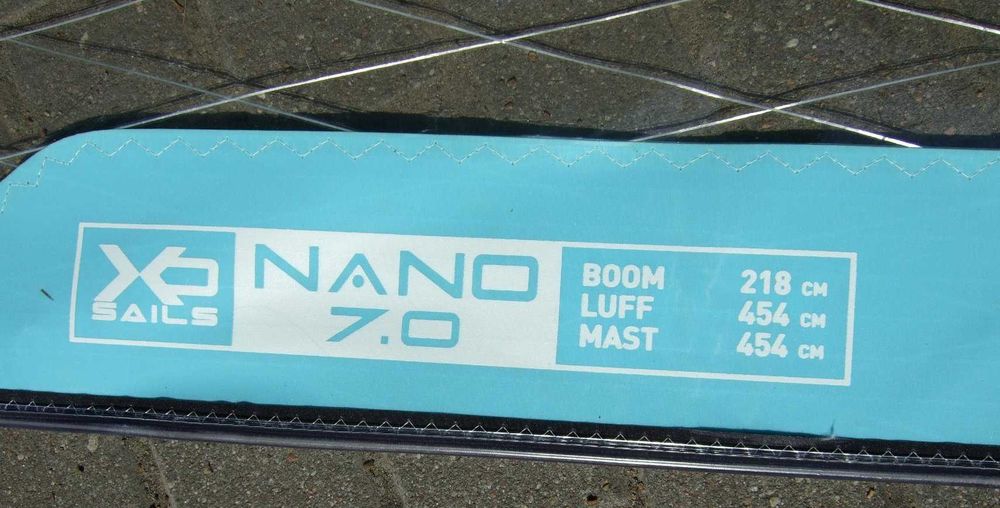 XO
SAILS
NANO
7.0
BOOM 218 CM
LUFF 454 CM
MAST 454 CM